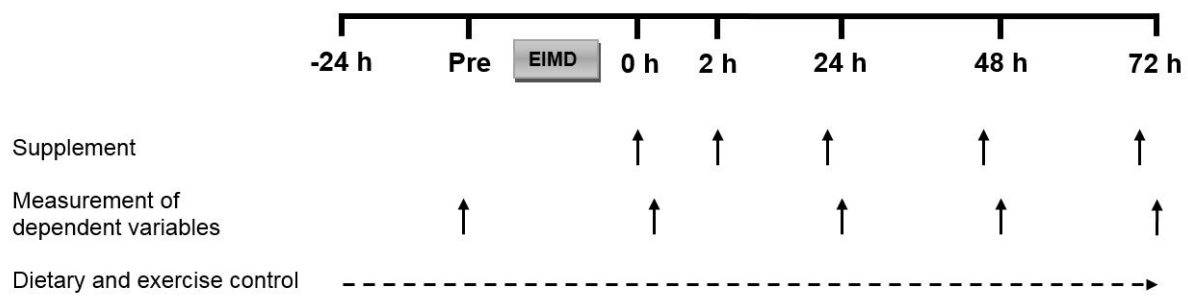 -24 h Pre EIMD 0 h 2 h 24 h 48 h 72 h
Supplement
Measurement of
dependent variables
Dietary and exercise control